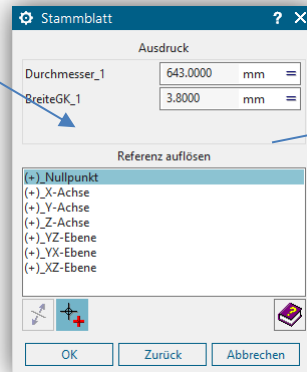 Stammblatt ? X
Ausdruck
Durchmesser_1 643.0000 mm =
BreiteGK_1 3.8000 mm =
Referenz auflösen
(+)_Nullpunkt
(+)_X-Achse
(+)_Y-Achse
(+)_Z-Achse
(+)_YZ-Ebene
(+)_YX-Ebene
(+)_XZ-Ebene
OK Zurück Abbrechen